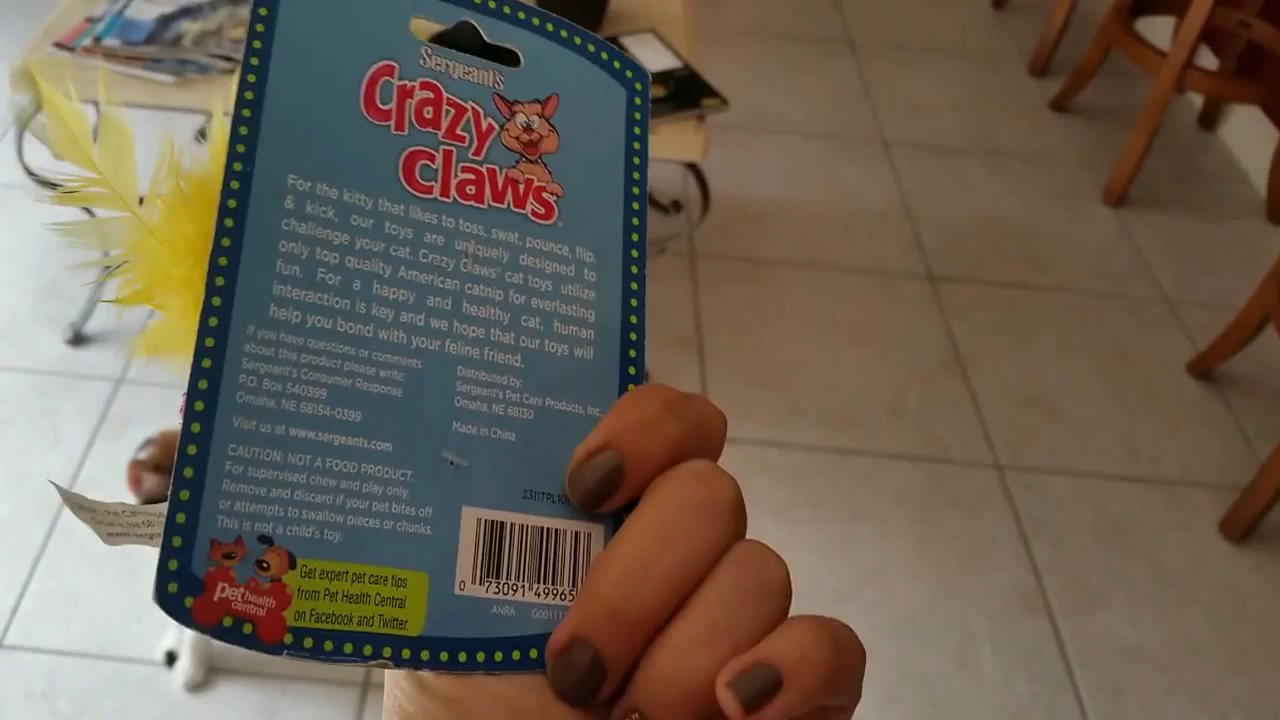 Sergeant's
Crazy
Claws
For the kitty that likes to toss, swat, pounce, flip,
& kick, our toys are uniquely designed to
challenge your cat. Crazy Claws® cat toys utilize
only top quality American catnip for everlasting
fun. For a happy and healthy cat, human
interaction is key and we hope that our toys will
help you bond with your feline friend.
If you have questions or comments
about this product please write:
Sergeant's Consumer Response
P.O. Box 540399
Omaha, NE 68154-0399
Visit us at www.sergeants.com
Distributed by:
Sergeant's Pet Care Products, Inc.
Omaha, NE 68130
Made in China
CAUTION: NOT A FOOD PRODUCT.
For supervised chew and play only.
Remove and discard if your pet bites off
or attempts to swallow pieces or chunks.
This is not a child's toy.
3311TPL10
0 73091 49965
ANRA G00111
pet health
central
Get expert pet care tips
from Pet Health Central
on Facebook and Twitter.